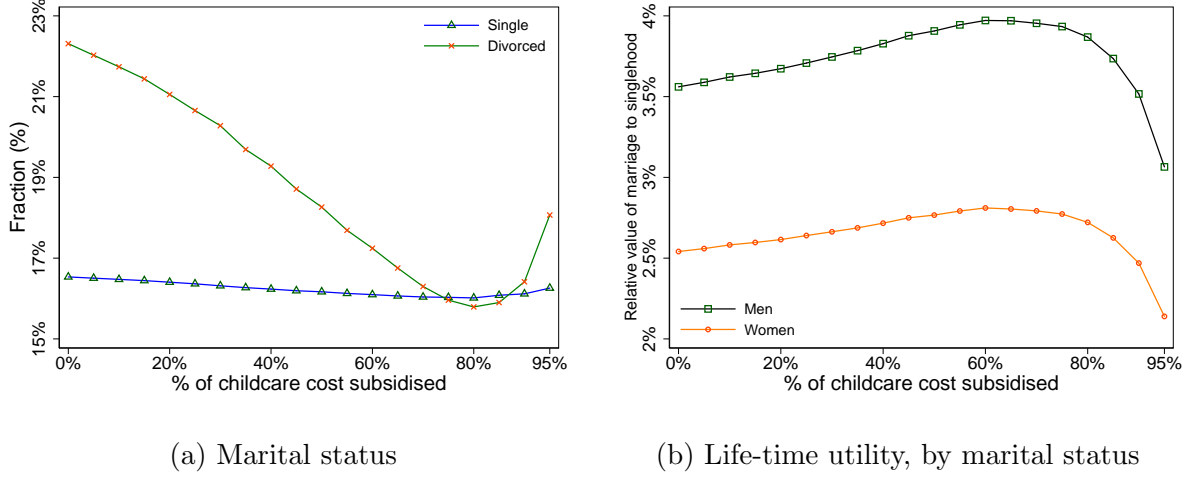 23%
21%
19%
17%
15%
Fraction (%)
Single
Divorced
0%
20%
40%
60%
80%
95%
% of childcare cost subsidised
(a) Marital status
4%
3.5%
3%
2.5%
2%
Relative value of marriage to singlehood
Men
Women
0%
20%
40%
60%
80%
95%
% of childcare cost subsidised
(b) Life-time utility, by marital status